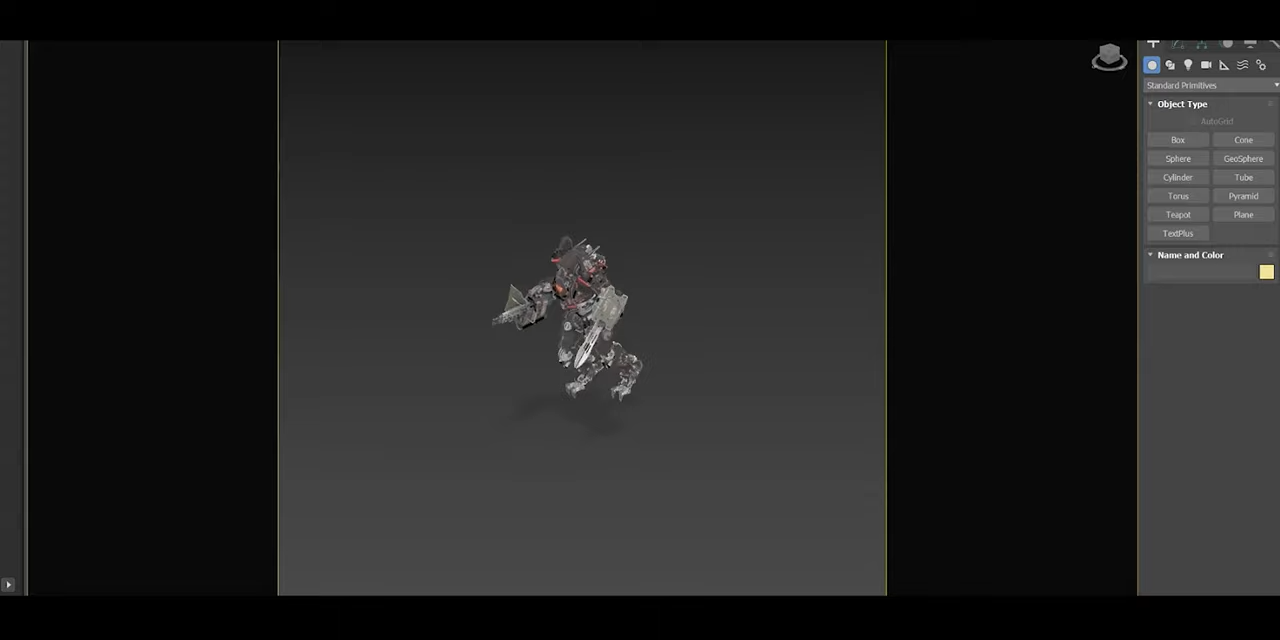 Standard Primitives
Object Type
AutoGrid
Box Cone
Sphere GeoSphere
Cylinder Tube
Torus Pyramid
Teapot Plane
TextPlus
Name and Color